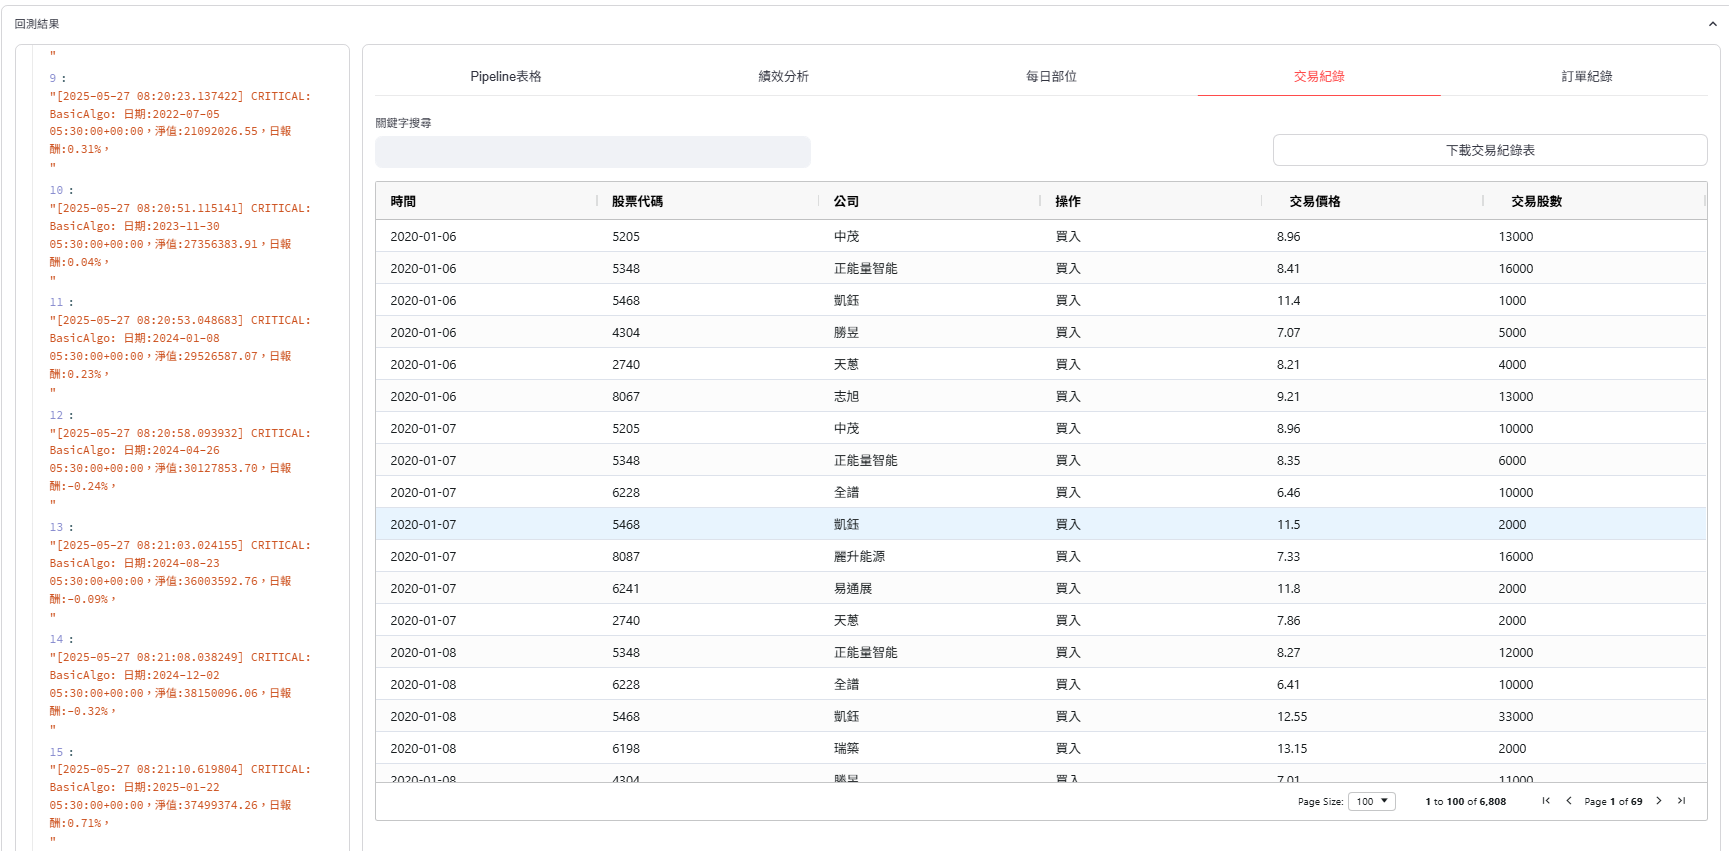 回測結果
"
9 :
"[2025-05-27 08:20:23.137422] CRITICAL:
BasicAlgo: 日期:2022-07-05
05:30:00+00:00，淨值:21092026.55，日報
酬:0.31%，
"
10 :
"[2025-05-27 08:20:51.115141] CRITICAL:
BasicAlgo: 日期:2023-11-30
05:30:00+00:00，淨值:27356383.91，日報
酬:0.04%，
"
11 :
"[2025-05-27 08:20:53.048683] CRITICAL:
BasicAlgo: 日期:2024-01-08
05:30:00+00:00，淨值:29526587.07，日報
酬:0.23%，
"
12 :
"[2025-05-27 08:20:58.093932] CRITICAL:
BasicAlgo: 日期:2024-04-26
05:30:00+00:00，淨值:30127853.70，日報
酬:-0.24%，
"
13 :
"[2025-05-27 08:21:03.024155] CRITICAL:
BasicAlgo: 日期:2024-08-23
05:30:00+00:00，淨值:36003592.76，日報
酬:-0.09%，
"
14 :
"[2025-05-27 08:21:08.038249] CRITICAL:
BasicAlgo: 日期:2024-12-02
05:30:00+00:00，淨值:38150096.06，日報
酬:-0.32%，
"
15 :
"[2025-05-27 08:21:10.619804] CRITICAL:
BasicAlgo: 日期:2025-01-22
05:30:00+00:00，淨值:37499374.26，日報
酬:0.71%，
"
Pipeline表格 績效分析 每日部位 交易紀錄 訂單紀錄
關鍵字搜尋
下載交易紀錄表
時間 股票代碼 公司 操作 交易價格 交易股數
2020-01-06 5205 中茂 買入 8.96 13000
2020-01-06 5348 正能量智能 買入 8.41 16000
2020-01-06 5468 凱鈺 買入 11.4 1000
2020-01-06 4304 勝昱 買入 7.07 5000
2020-01-06 2740 天蔥 買入 8.21 4000
2020-01-06 8067 志旭 買入 9.21 13000
2020-01-07 5205 中茂 買入 8.96 10000
2020-01-07 5348 正能量智能 買入 8.35 6000
2020-01-07 6228 全譜 買入 6.46 10000
2020-01-07 5468 凱鈺 買入 11.5 2000
2020-01-07 8087 麗升能源 買入 7.33 16000
2020-01-07 6241 易通展 買入 11.8 2000
2020-01-07 2740 天蔥 買入 7.86 2000
2020-01-08 5348 正能量智能 買入 8.27 12000
2020-01-08 6228 全譜 買入 6.41 10000
2020-01-08 5468 凱鈺 買入 12.55 33000
2020-01-08 6198 瑞築 買入 13.15 2000
2020-01-08 4304 勝昱 買入 7.01 11000
Page Size: 100 1 to 100 of 6,808 Page 1 of 69